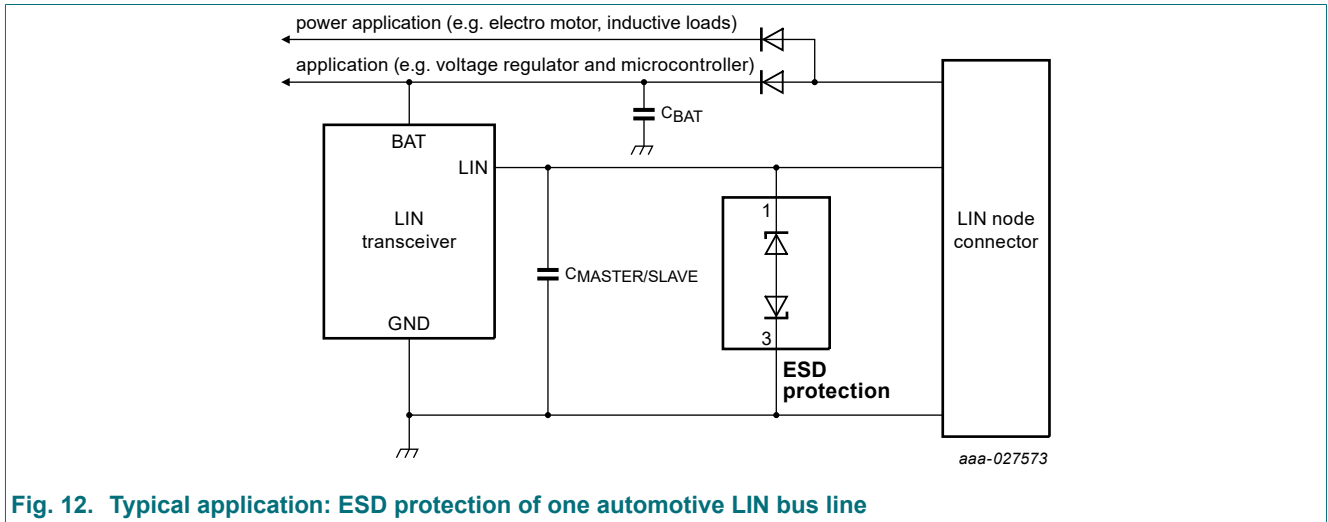 power application (e.g. electro motor, inductive loads)
application (e.g. voltage regulator and microcontroller)
CBAT
BAT
LIN
LIN
transceiver
GND
CMASTER/SLAVE
1
3
ESD
protection
LIN node
connector
aaa-027573
Fig. 12. Typical application: ESD protection of one automotive LIN bus line